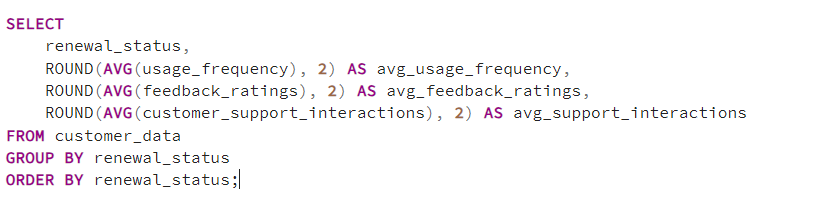 SELECT
    renewal_status,
    ROUND(AVG(usage_frequency), 2) AS avg_usage_frequency,
    ROUND(AVG(feedback_ratings), 2) AS avg_feedback_ratings,
    ROUND(AVG(customer_support_interactions), 2) AS avg_support_interactions
FROM customer_data
GROUP BY renewal_status
ORDER BY renewal_status;